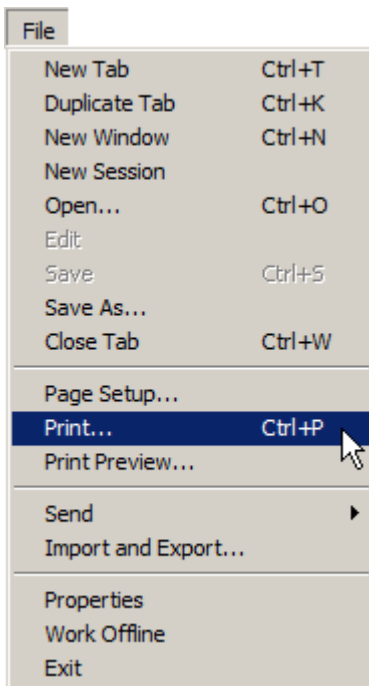 File
New Tab Ctrl+T
Duplicate Tab Ctrl+K
New Window Ctrl+N
New Session
Open... Ctrl+O
Edit
Save Ctrl+S
Save As...
Close Tab Ctrl+W
Page Setup...
Print... Ctrl+P
Print Preview...
Send
Import and Export...
Properties
Work Offline
Exit